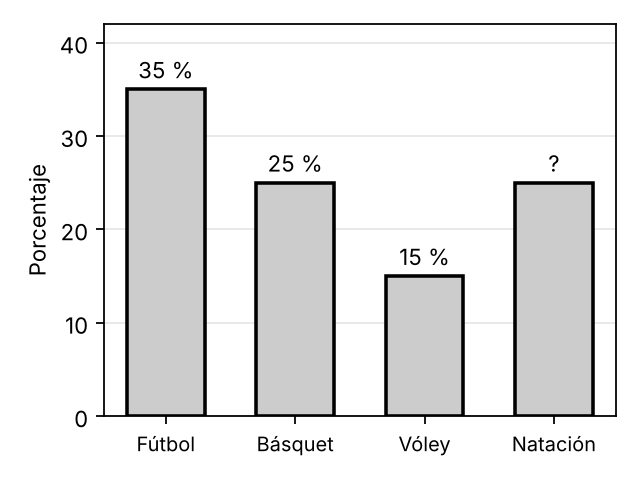 40
30
20
10
0
Porcentaje
35 %
25 %
15 %
?
Fútbol
Básquet
Vóley
Natación